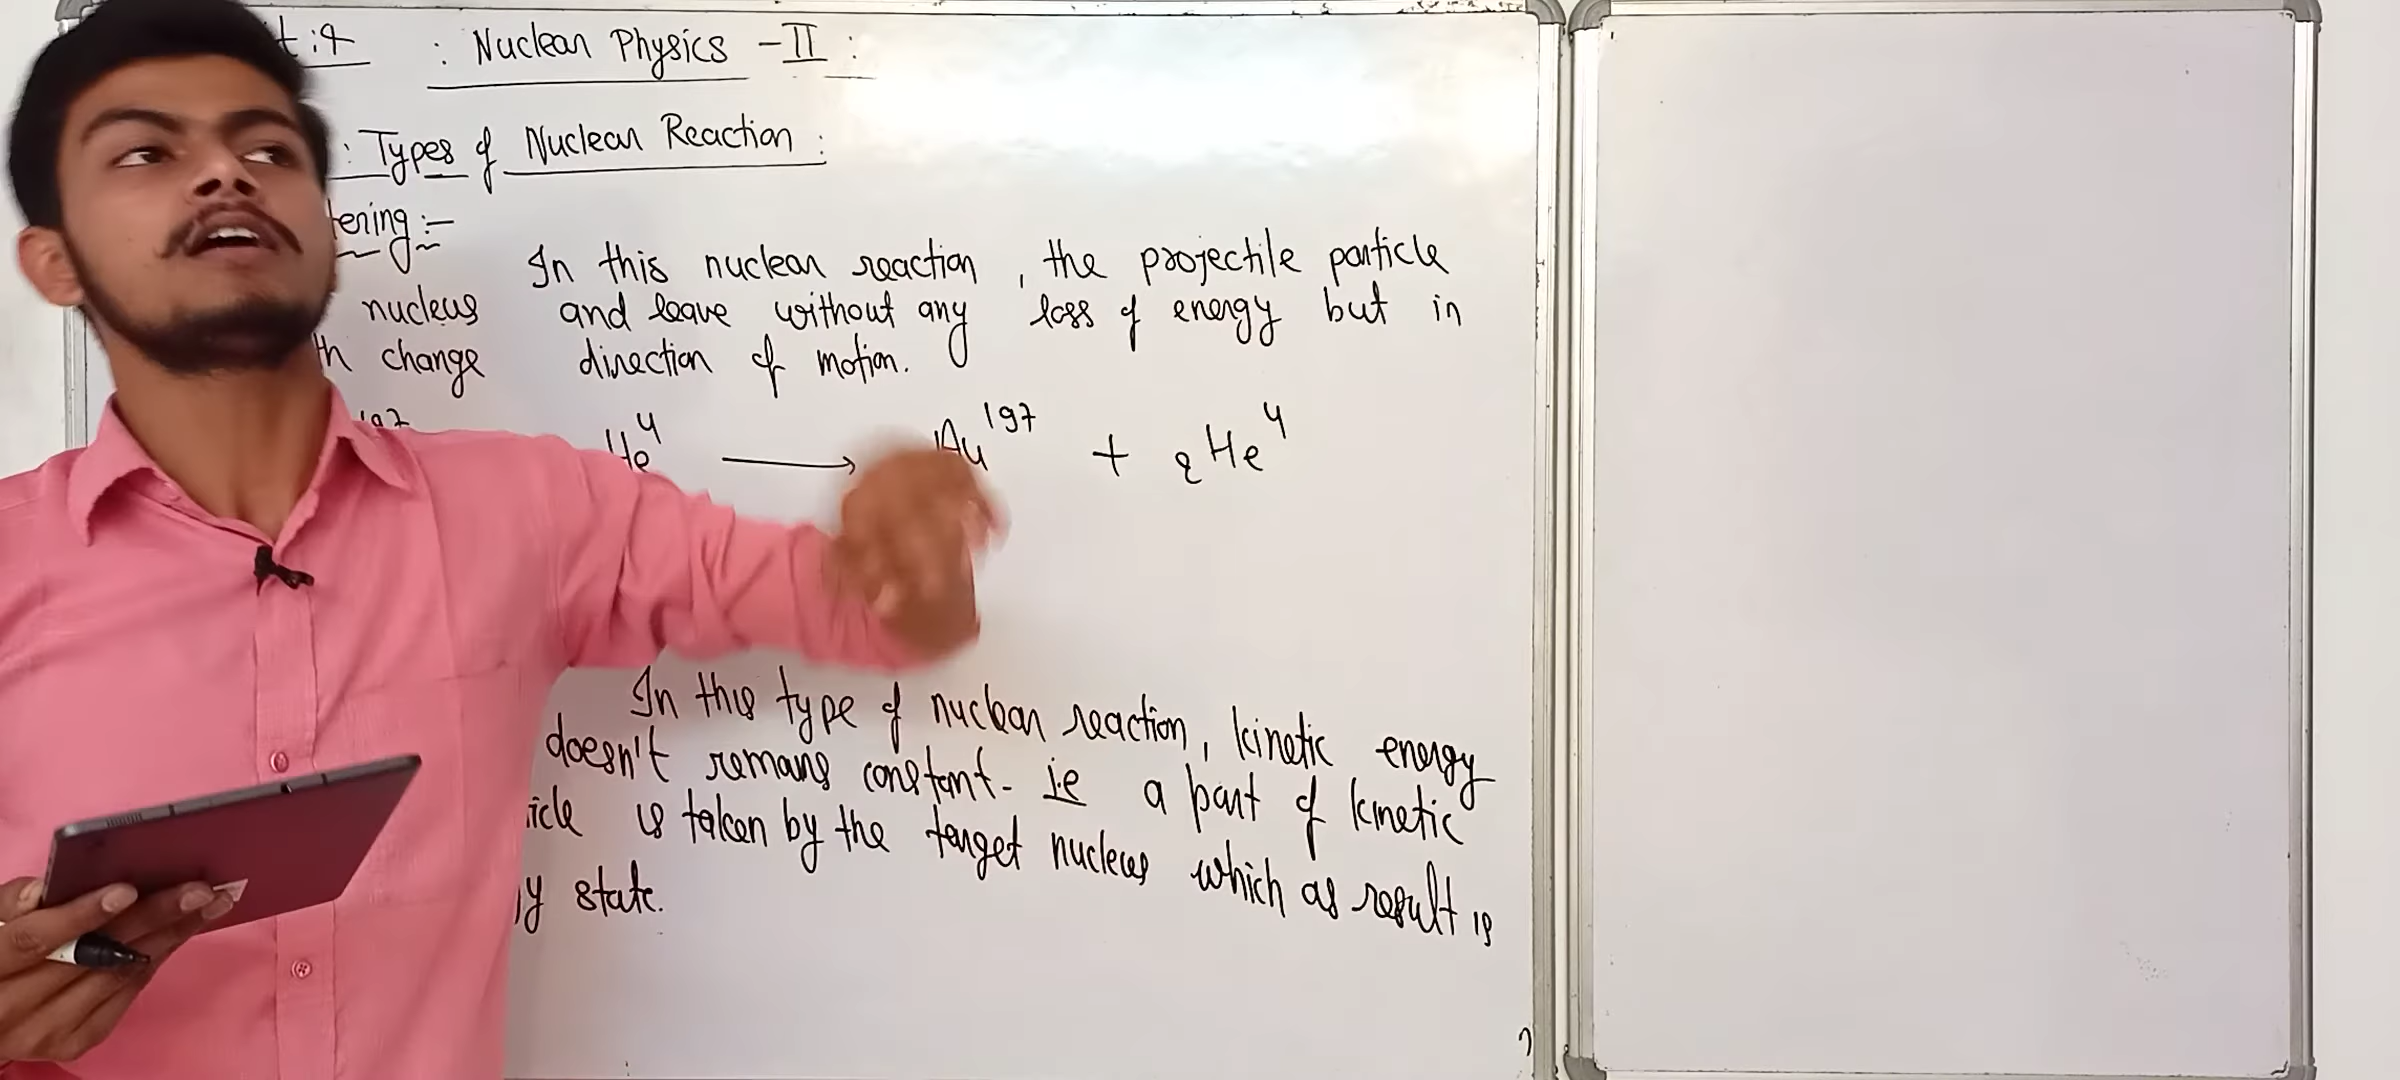 t : 4 : Nuclear Physics - II :
: Types of Nuclear Reaction :
tering :-
In this nuclear reaction , the projectile particle
nucleus and leave without any loss of energy but in
th change direction of motion.
197 He4 → Au197 + 2He4
In this type of nuclear reaction, kinetic energy
doesn't remans constant. i.e a part of kinetic
icle is taken by the target nucleus which as result is
y state.